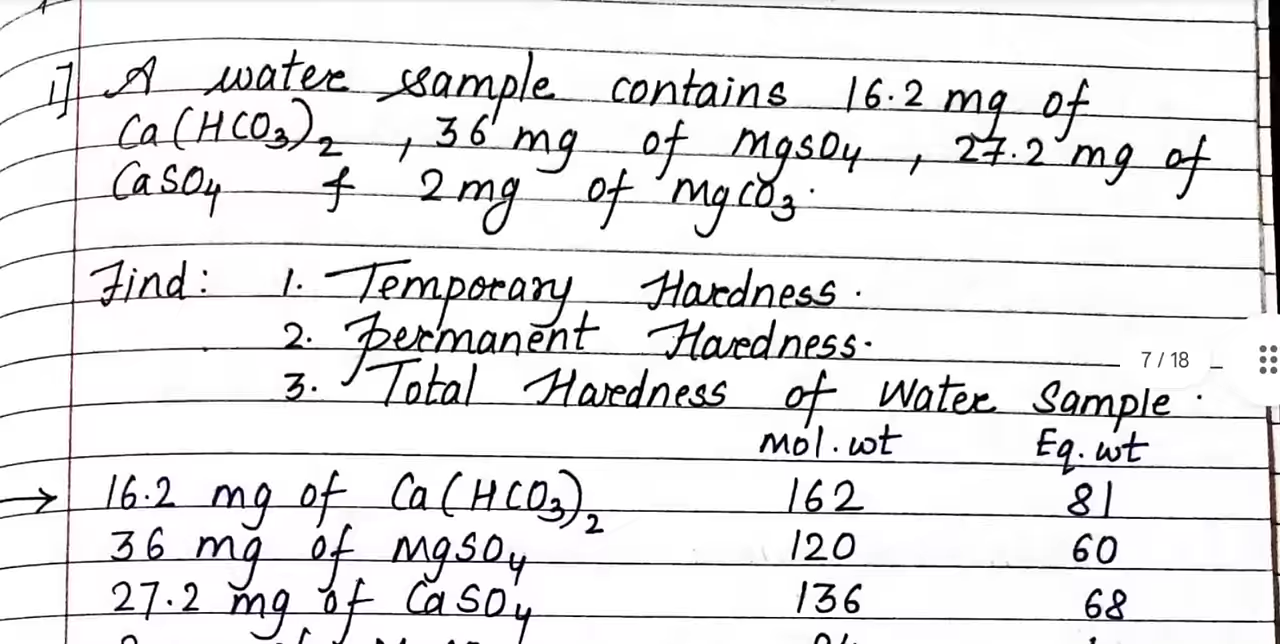 1] A water sample contains 16.2 mg of
Ca(HCO3)2, 36 mg of MgSO4, 27.2 mg of
CaSO4 & 2 mg of MgCO3.
Find: 1. Temporary Hardness.
2. Permanent Hardness.
7 / 18
3. Total Hardness of Water Sample.
Mol. wt Eq. wt
→ 16.2 mg of Ca(HCO3)2 162 81
36 mg of MgSO4 120 60
27.2 mg of CaSO4 136 68